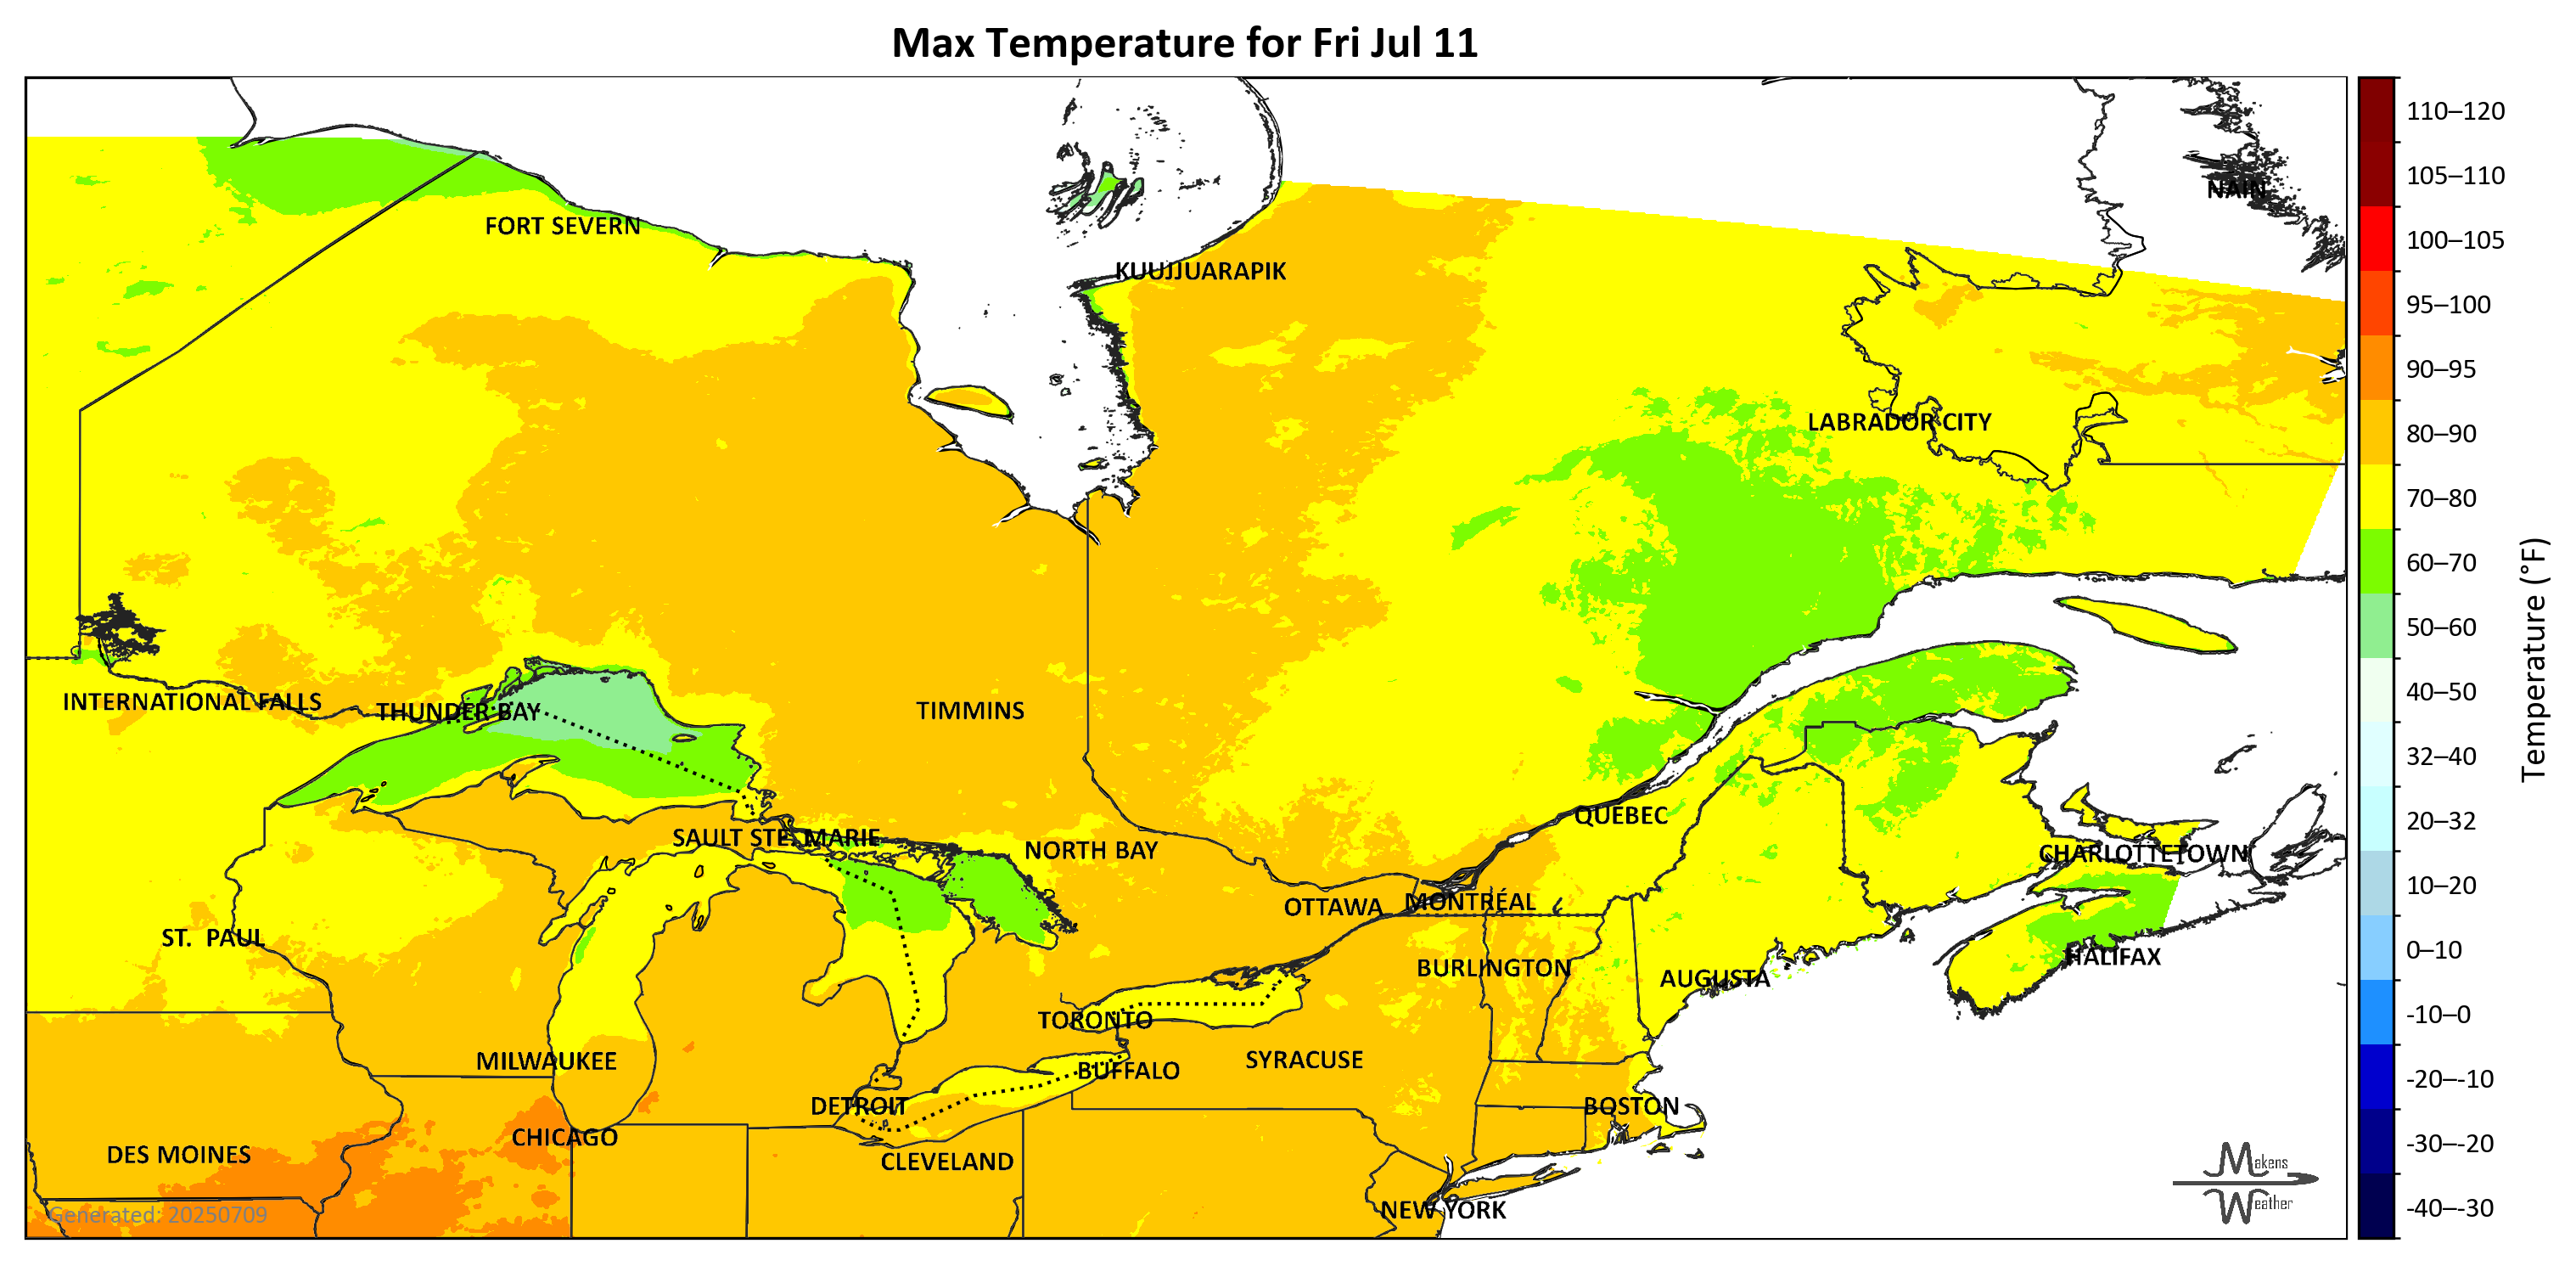 Max Temperature for Fri Jul 11
110–120
105–110
100–105
95–100
90–95
80–90
70–80
60–70
50–60
40–50
32–40
20–32
10–20
0–10
-10–0
-20–-10
-30–-20
-40–-30
Temperature (°F)
NAIN
FORT SEVERN
KUUJJUARAPIK
LABRADOR CITY
INTERNATIONAL FALLS
THUNDER BAY
TIMMINS
QUÉBEC
SAULT STE. MARIE
NORTH BAY
CHARLOTTETOWN
OTTAWA
MONTRÉAL
ST. PAUL
HALIFAX
BURLINGTON
AUGUSTA
TORONTO
MILWAUKEE
SYRACUSE
BUFFALO
DETROIT
BOSTON
CHICAGO
DES MOINES
CLEVELAND
NEW YORK
Generated: 20250709
Makens
Weather